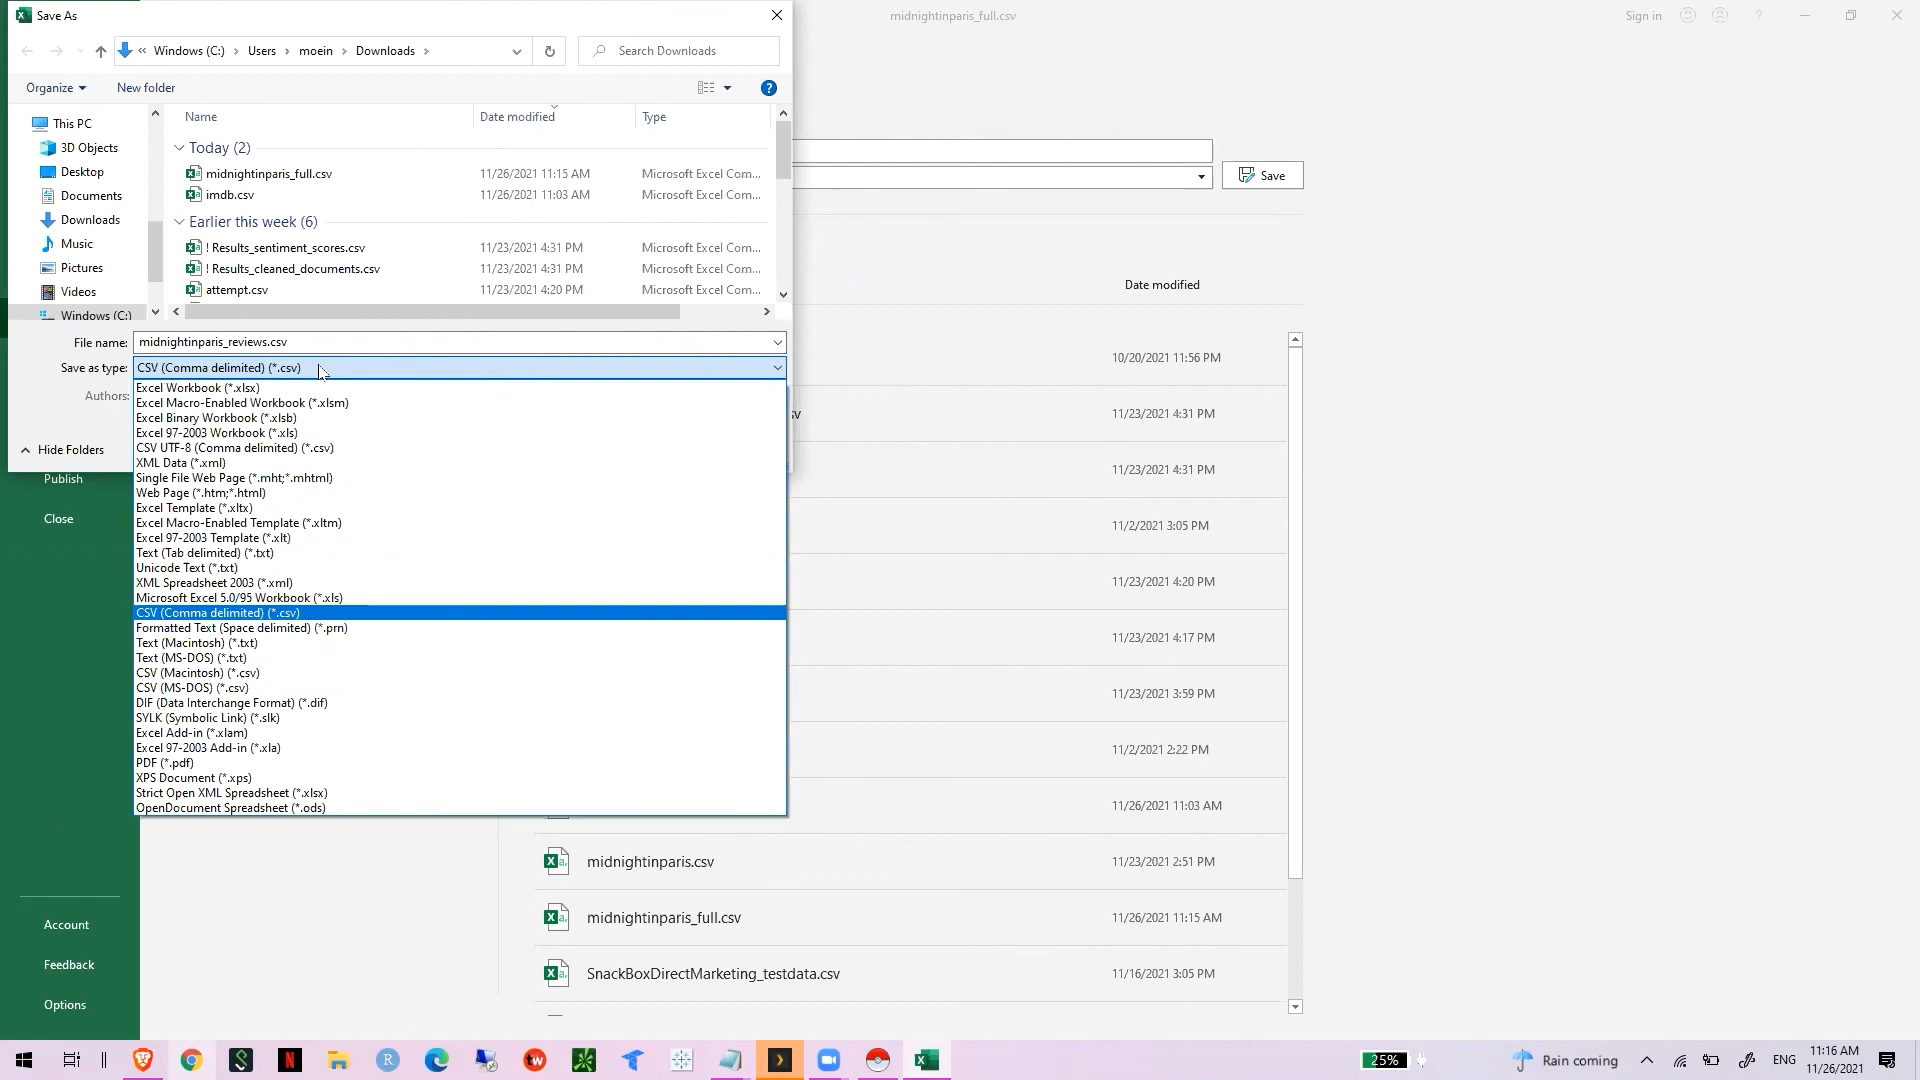 Save As
midnightinparis_full.csv
Sign in
?
« Windows (C:) › Users › moein › Downloads ›
Search Downloads
Organize
New folder
?
This PC
3D Objects
Desktop
Documents
Downloads
Music
Pictures
Videos
Windows (C:)
Name Date modified Type
Today (2)
midnightinparis_full.csv 11/26/2021 11:15 AM Microsoft Excel Com...
imdb.csv 11/26/2021 11:03 AM Microsoft Excel Com...
Earlier this week (6)
! Results_sentiment_scores.csv 11/23/2021 4:31 PM Microsoft Excel Com...
! Results_cleaned_documents.csv 11/23/2021 4:31 PM Microsoft Excel Com...
attempt.csv 11/23/2021 4:20 PM Microsoft Excel Com...
File name: midnightinparis_reviews.csv
Save as type: CSV (Comma delimited) (*.csv)
Authors:
Hide Folders
Excel Workbook (*.xlsx)
Excel Macro-Enabled Workbook (*.xlsm)
Excel Binary Workbook (*.xlsb)
Excel 97-2003 Workbook (*.xls)
CSV UTF-8 (Comma delimited) (*.csv)
XML Data (*.xml)
Single File Web Page (*.mht;*.mhtml)
Web Page (*.htm;*.html)
Excel Template (*.xltx)
Excel Macro-Enabled Template (*.xltm)
Excel 97-2003 Template (*.xlt)
Text (Tab delimited) (*.txt)
Unicode Text (*.txt)
XML Spreadsheet 2003 (*.xml)
Microsoft Excel 5.0/95 Workbook (*.xls)
CSV (Comma delimited) (*.csv)
Formatted Text (Space delimited) (*.prn)
Text (Macintosh) (*.txt)
Text (MS-DOS) (*.txt)
CSV (Macintosh) (*.csv)
CSV (MS-DOS) (*.csv)
DIF (Data Interchange Format) (*.dif)
SYLK (Symbolic Link) (*.slk)
Excel Add-in (*.xlam)
Excel 97-2003 Add-in (*.xla)
PDF (*.pdf)
XPS Document (*.xps)
Strict Open XML Spreadsheet (*.xlsx)
OpenDocument Spreadsheet (*.ods)
Publish
Close
Account
Feedback
Options
Save
Date modified
10/20/2021 11:56 PM
sv 11/23/2021 4:31 PM
11/23/2021 4:31 PM
11/2/2021 3:05 PM
11/23/2021 4:20 PM
11/23/2021 4:17 PM
11/23/2021 3:59 PM
11/2/2021 2:22 PM
11/26/2021 11:03 AM
midnightinparis.csv 11/23/2021 2:51 PM
midnightinparis_full.csv 11/26/2021 11:15 AM
SnackBoxDirectMarketing_testdata.csv 11/16/2021 3:05 PM
25%
Rain coming
ENG
11:16 AM
11/26/2021